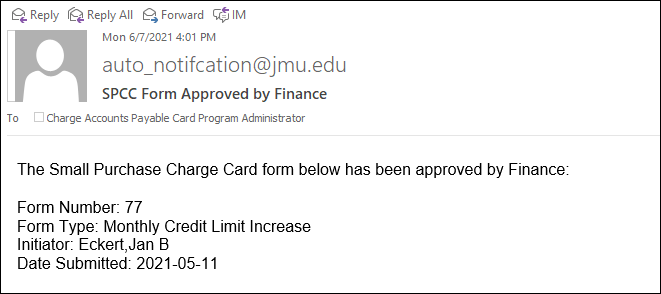 Reply Reply All Forward IM
Mon 6/7/2021 4:01 PM
auto_notifcation@jmu.edu
SPCC Form Approved by Finance
To Charge Accounts Payable Card Program Administrator
The Small Purchase Charge Card form below has been approved by Finance:
Form Number: 77
Form Type: Monthly Credit Limit Increase
Initiator: Eckert,Jan B
Date Submitted: 2021-05-11